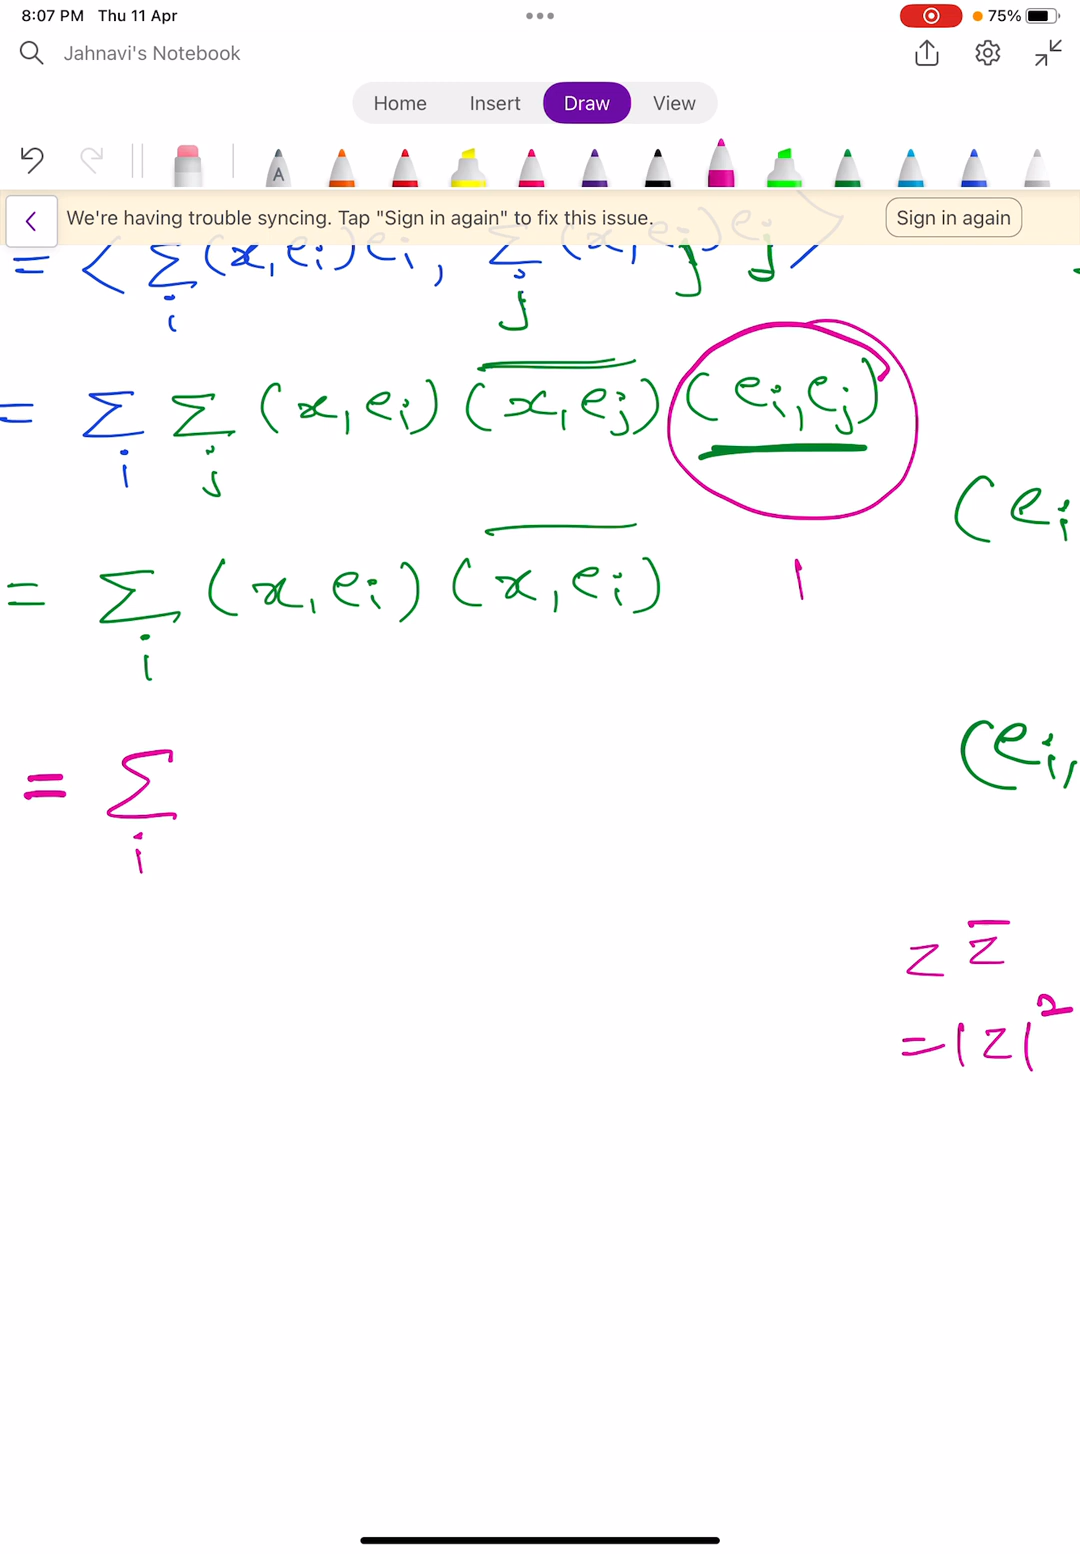 8:07 PM Thu 11 Apr
75%
Jahnavi's Notebook
Home Insert Draw View
A
We're having trouble syncing. Tap "Sign in again" to fix this issue. Sign in again
= < Σ_i (x, e_i) e_i, Σ_j (x, e_j) e_j >
= Σ_i Σ_j (x, e_i) \overline{(x, e_j)} (e_i, e_j)
(e_i
= Σ_i (x, e_i) \overline{(x, e_i)} 1
(e_i,
= Σ_i
z \overline{z}
= |z|^2